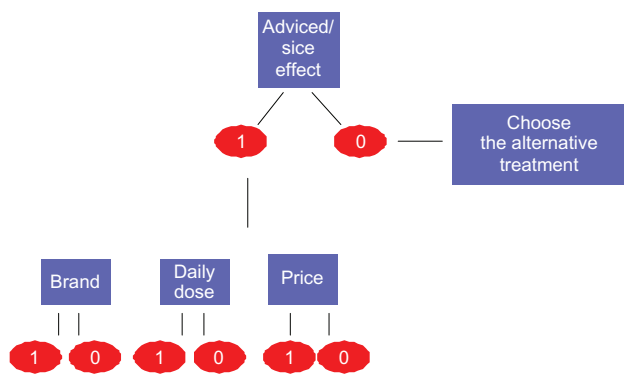 Adviced/
sice
effect
1
0
Choose
the alternative
treatment
Brand
Daily
dose
Price
1
0
1
0
1
0